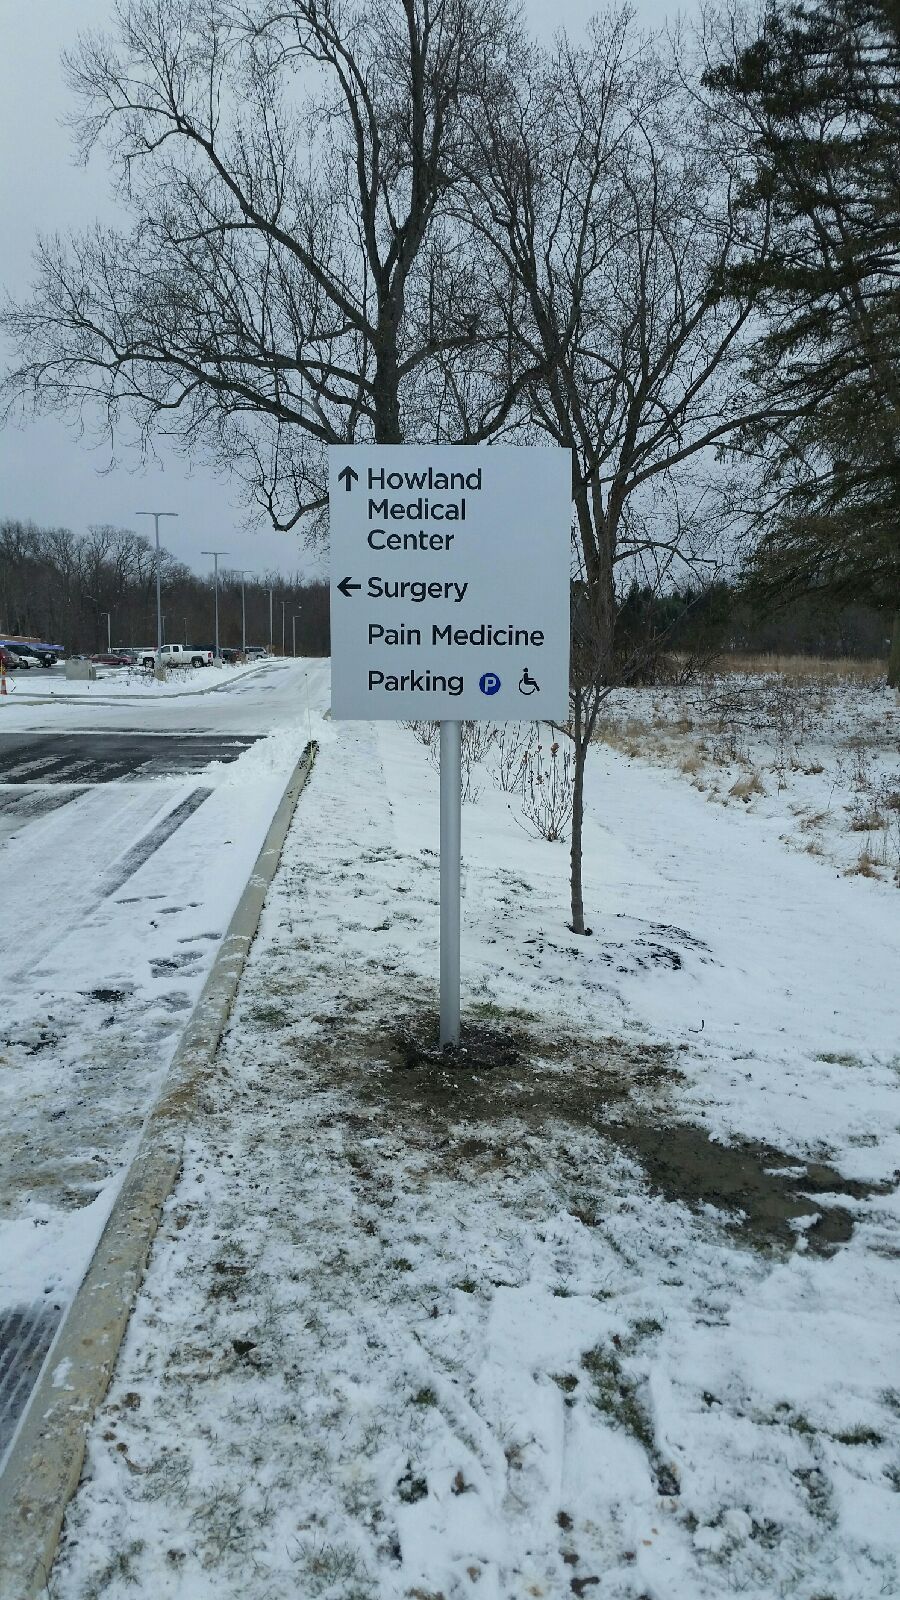 ↑ Howland
Medical
Center
← Surgery
Pain Medicine
Parking P